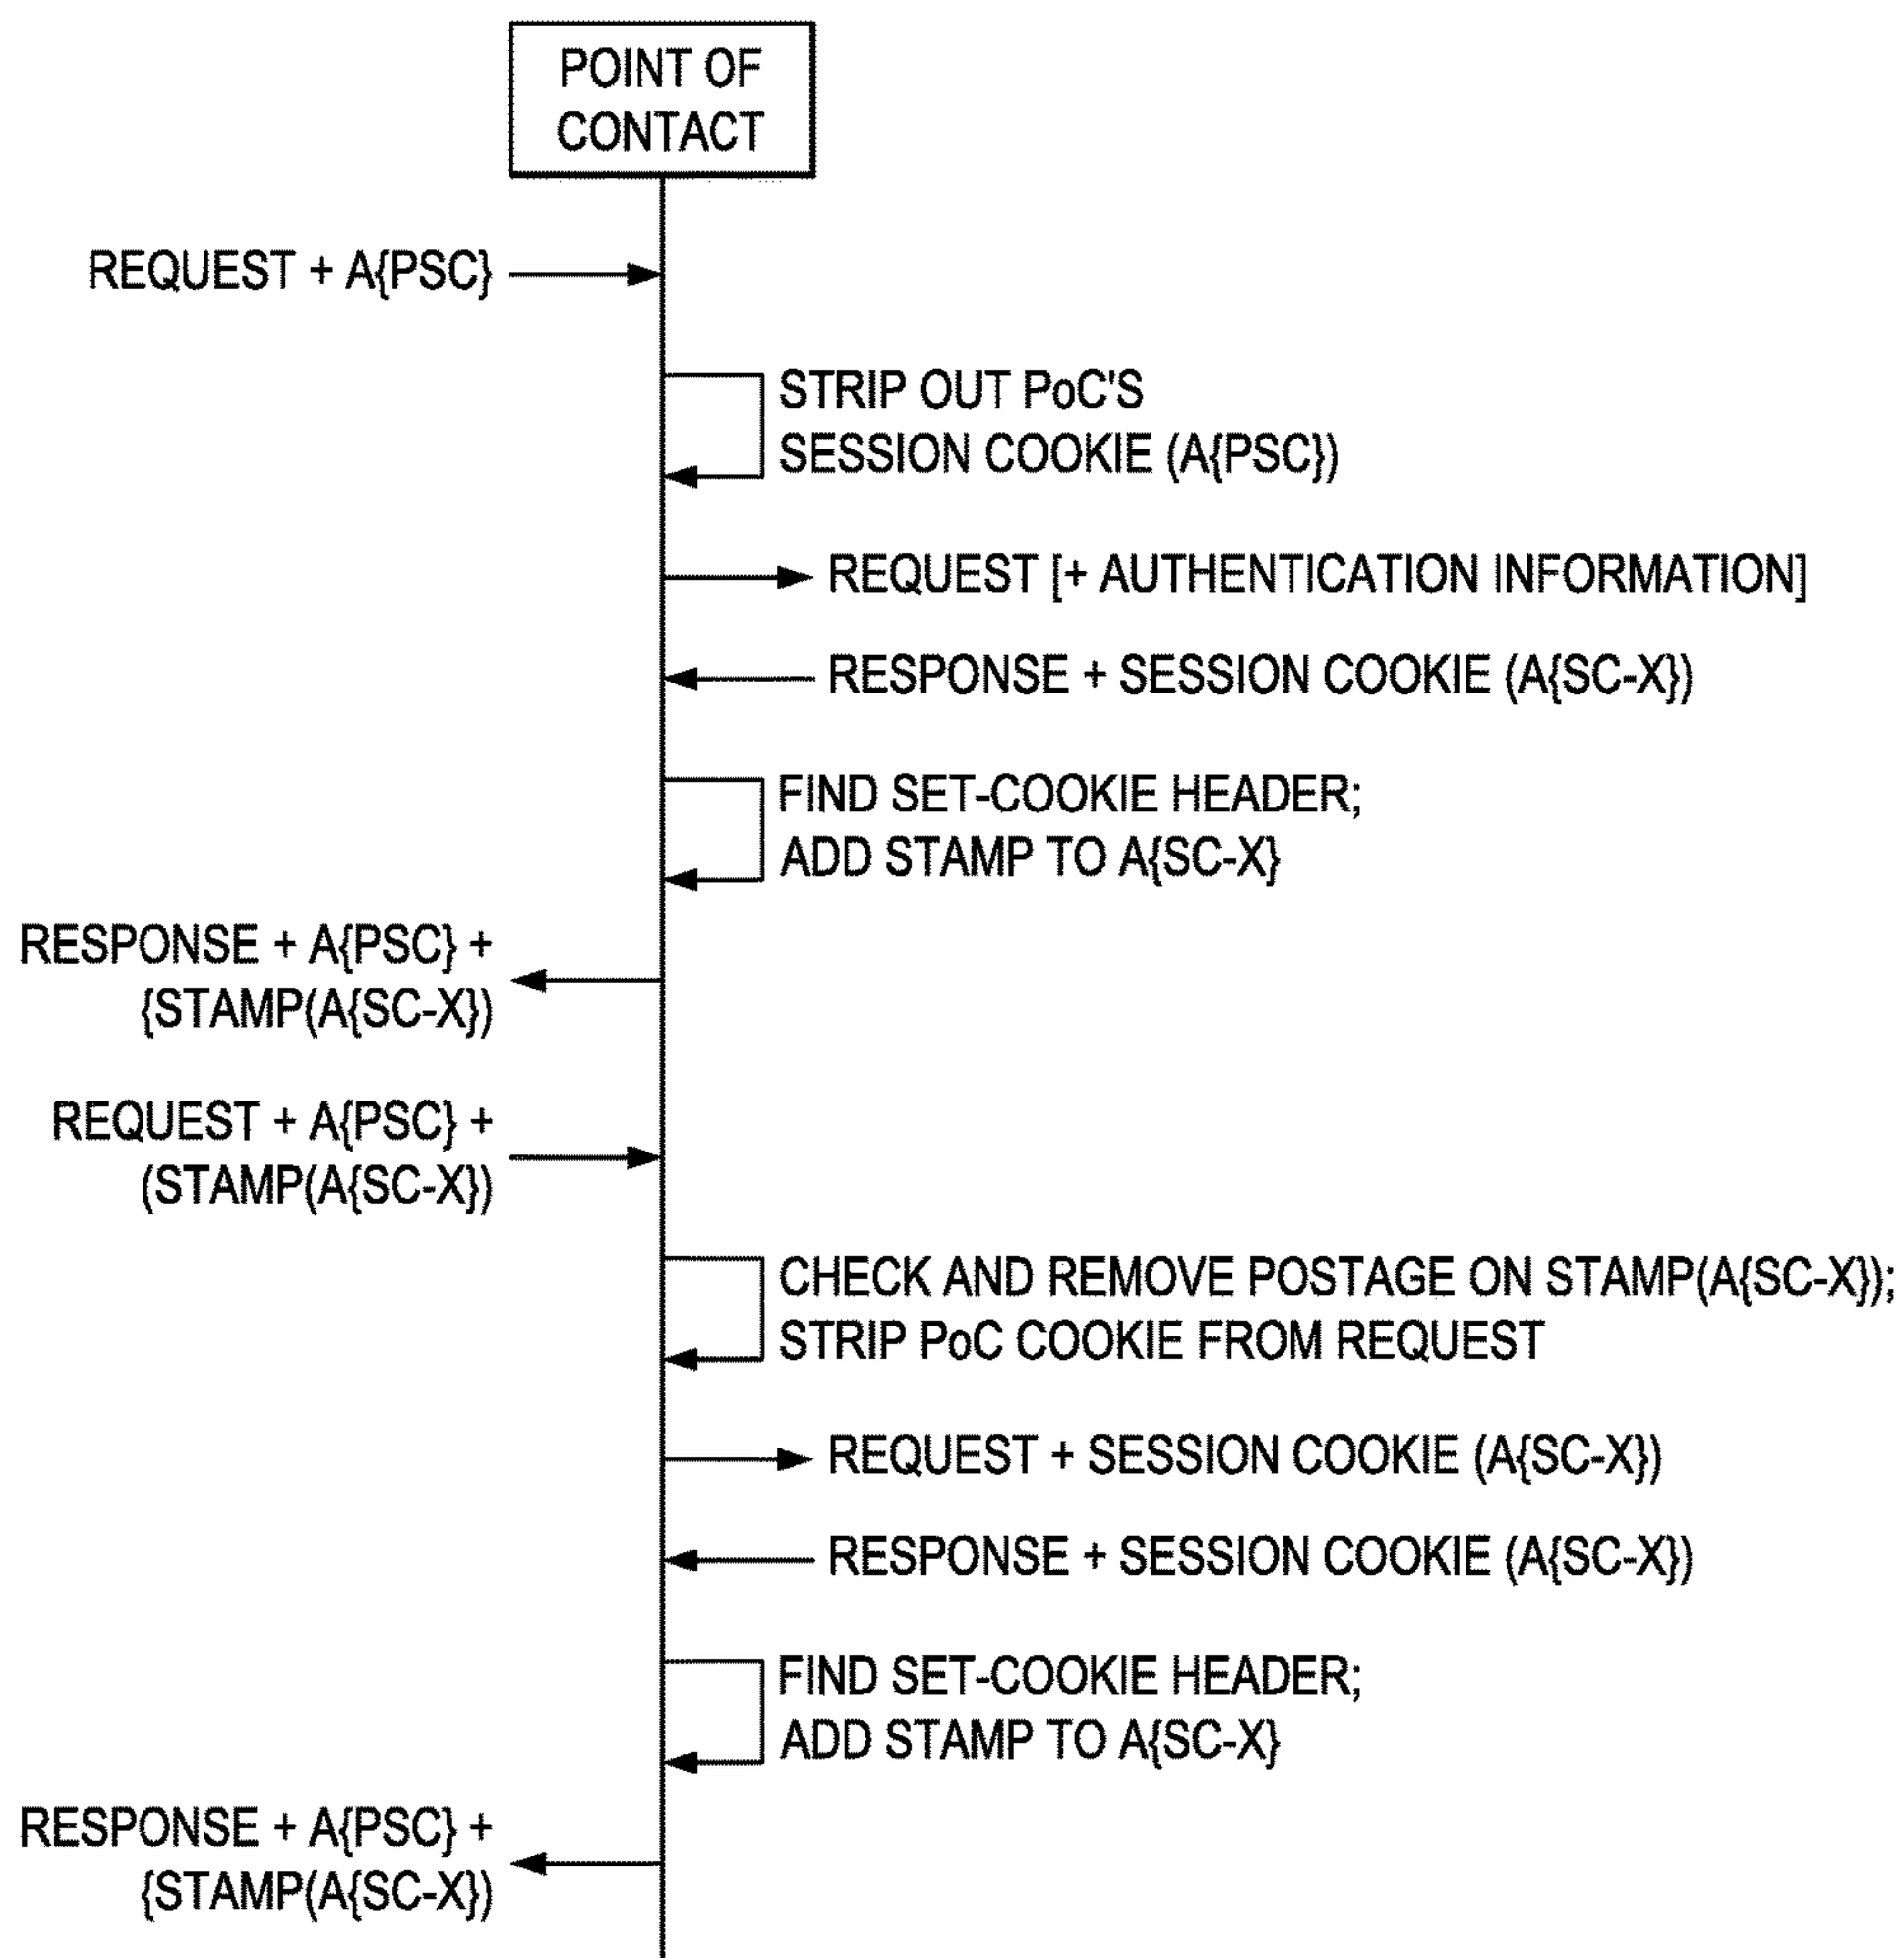 POINT OF
CONTACT
REQUEST + A{PSC}
STRIP OUT PoC'S
SESSION COOKIE (A{PSC})
REQUEST [+ AUTHENTICATION INFORMATION]
RESPONSE + SESSION COOKIE (A{SC-X})
FIND SET-COOKIE HEADER;
ADD STAMP TO A{SC-X}
RESPONSE + A{PSC} +
{STAMP(A{SC-X})
REQUEST + A{PSC} +
(STAMP(A{SC-X})
CHECK AND REMOVE POSTAGE ON STAMP(A{SC-X});
STRIP PoC COOKIE FROM REQUEST
REQUEST + SESSION COOKIE (A{SC-X})
RESPONSE + SESSION COOKIE (A{SC-X})
FIND SET-COOKIE HEADER;
ADD STAMP TO A{SC-X}
RESPONSE + A{PSC} +
{STAMP(A{SC-X})